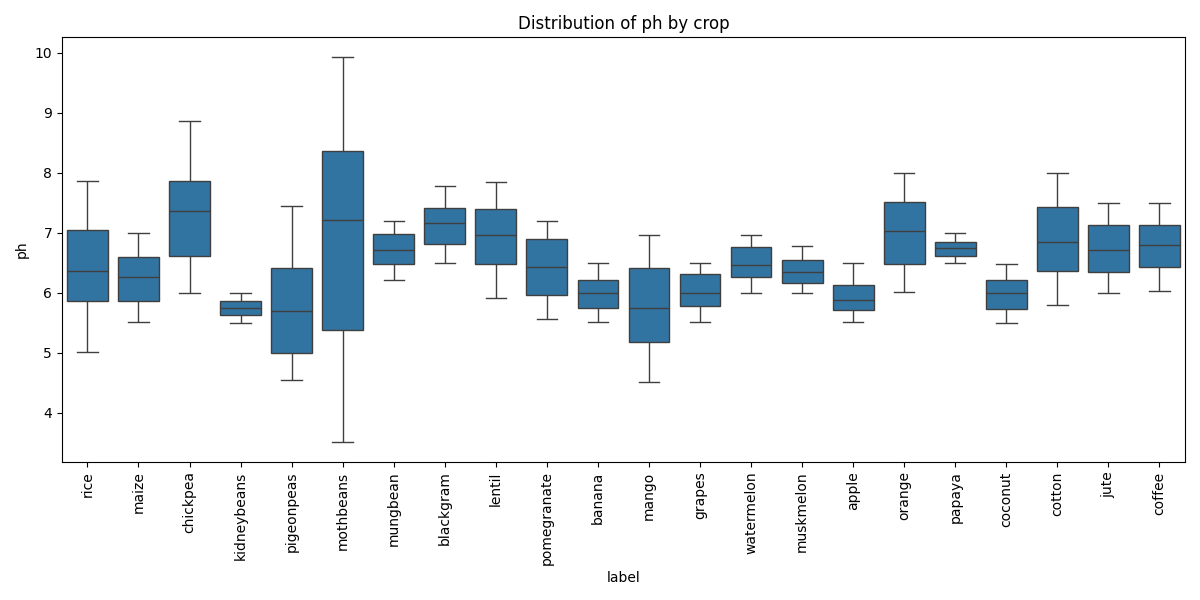 Distribution of ph by crop
ph
10
9
8
7
6
5
4
rice
maize
chickpea
kidneybeans
pigeonpeas
mothbeans
mungbean
blackgram
lentil
pomegranate
banana
mango
grapes
watermelon
muskmelon
apple
orange
papaya
coconut
cotton
jute
coffee
label